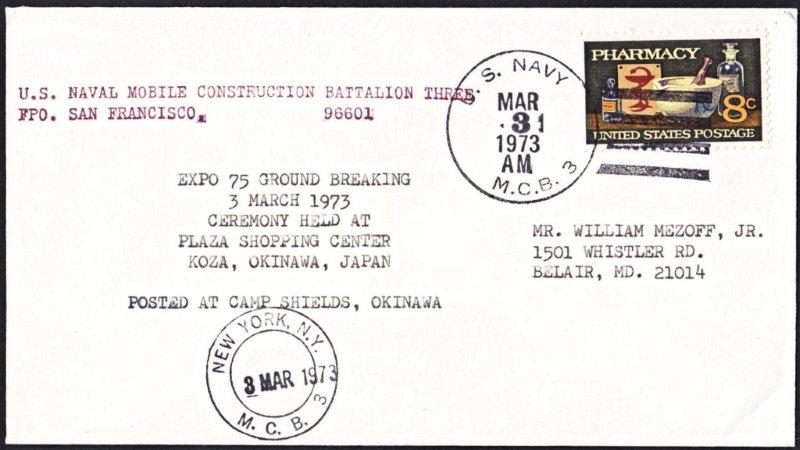 U.S. NAVAL MOBILE CONSTRUCTION BATTALION THREE
FPO. SAN FRANCISCO, 96601
U. S. NAVY
MAR
3 1
1973
AM
M.C.B. 3
PHARMACY
8c
UNITED STATES POSTAGE
EXPO 75 GROUND BREAKING
3 MARCH 1973
CEREMONY HELD AT
PLAZA SHOPPING CENTER
KOZA, OKINAWA, JAPAN
POSTED AT CAMP SHIELDS, OKINAWA
MR. WILLIAM MEZOFF, JR.
1501 WHISTLER RD.
BELAIR, MD. 21014
NEW YORK, N.Y.
3 MAR 1973
M. C. B. 3